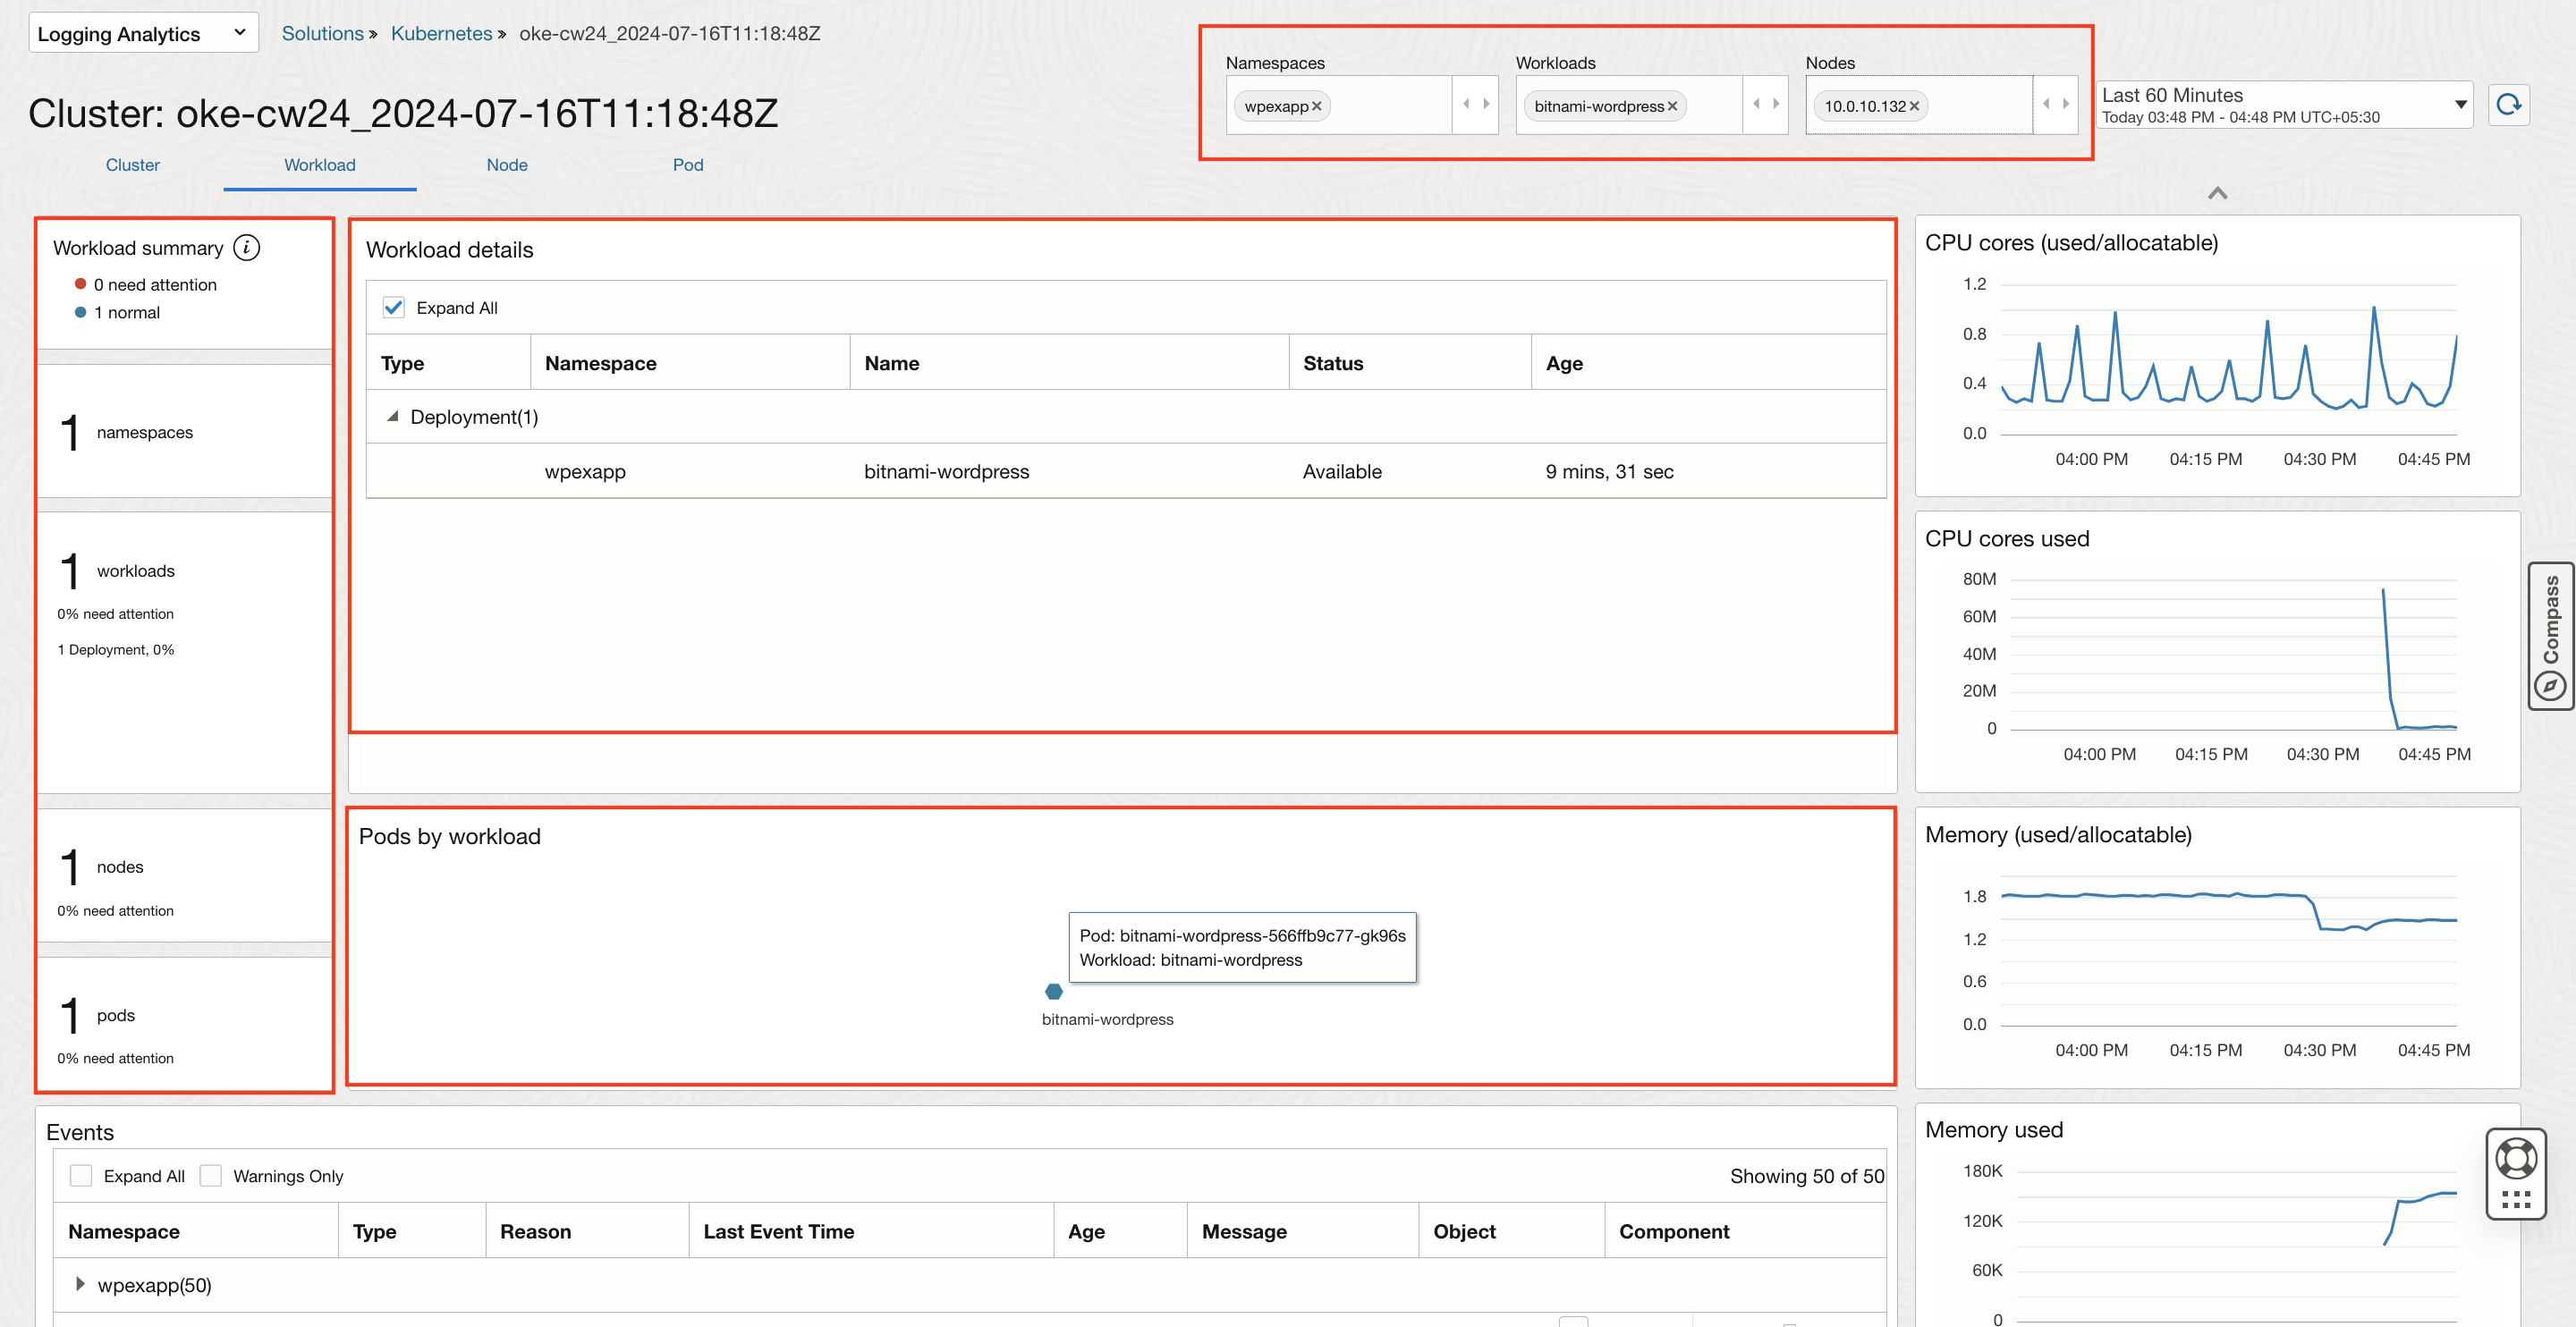 Logging Analytics
Solutions » Kubernetes » oke-cw24_2024-07-16T11:18:48Z
Cluster: oke-cw24_2024-07-16T11:18:48Z
Namespaces
wpexapp×
Workloads
bitnami-wordpress×
Nodes
10.0.10.132×
Last 60 Minutes
Today 03:48 PM - 04:48 PM UTC+05:30
Cluster Workload Node Pod
Workload summary i
0 need attention
1 normal
1 namespaces
1 workloads
0% need attention
1 Deployment, 0%
1 nodes
0% need attention
1 pods
0% need attention
Workload details
Expand All
Type Namespace Name Status Age
Deployment(1)
wpexapp bitnami-wordpress Available 9 mins, 31 sec
Pods by workload
Pod: bitnami-wordpress-566ffb9c77-gk96s
Workload: bitnami-wordpress
bitnami-wordpress
Events
Expand All Warnings Only
Showing 50 of 50
Namespace Type Reason Last Event Time Age Message Object Component
wpexapp(50)
CPU cores (used/allocatable)
1.2
0.8
0.4
0.0
04:00 PM 04:15 PM 04:30 PM 04:45 PM
CPU cores used
80M
60M
40M
20M
0
04:00 PM 04:15 PM 04:30 PM 04:45 PM
Memory (used/allocatable)
1.8
1.2
0.6
0.0
04:00 PM 04:15 PM 04:30 PM 04:45 PM
Memory used
180K
120K
60K
0
Compass